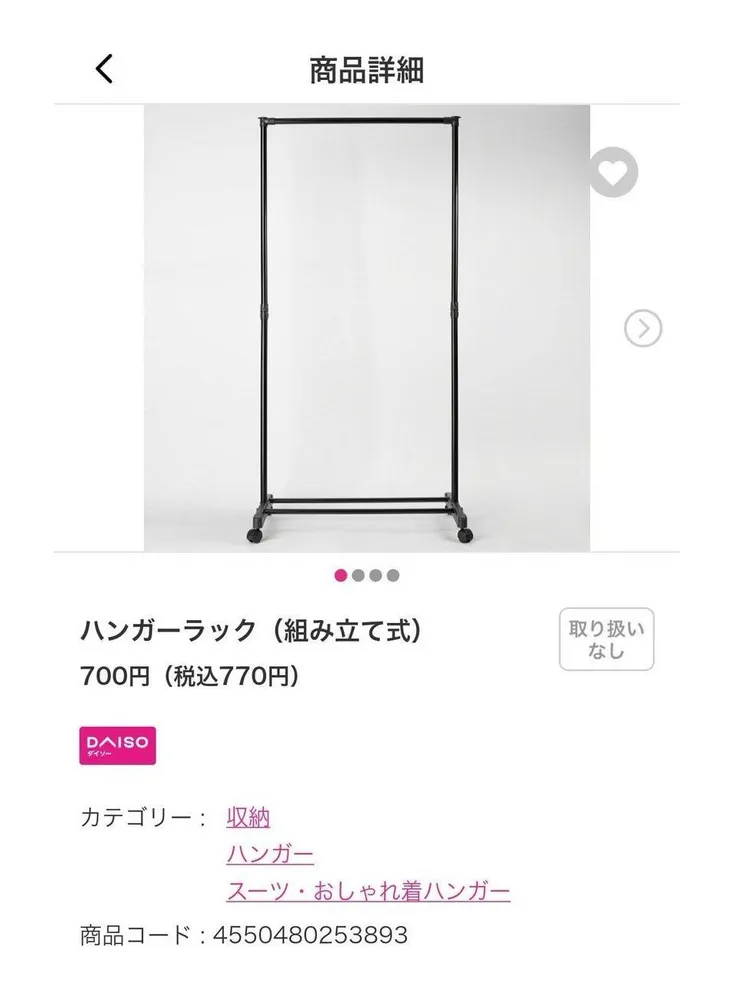 商品詳細
ハンガーラック（組み立て式）
700円（税込770円）
取り扱い
なし
DAISO
ダイソー
カテゴリー : 収納
ハンガー
スーツ・おしゃれ着ハンガー
商品コード : 4550480253893